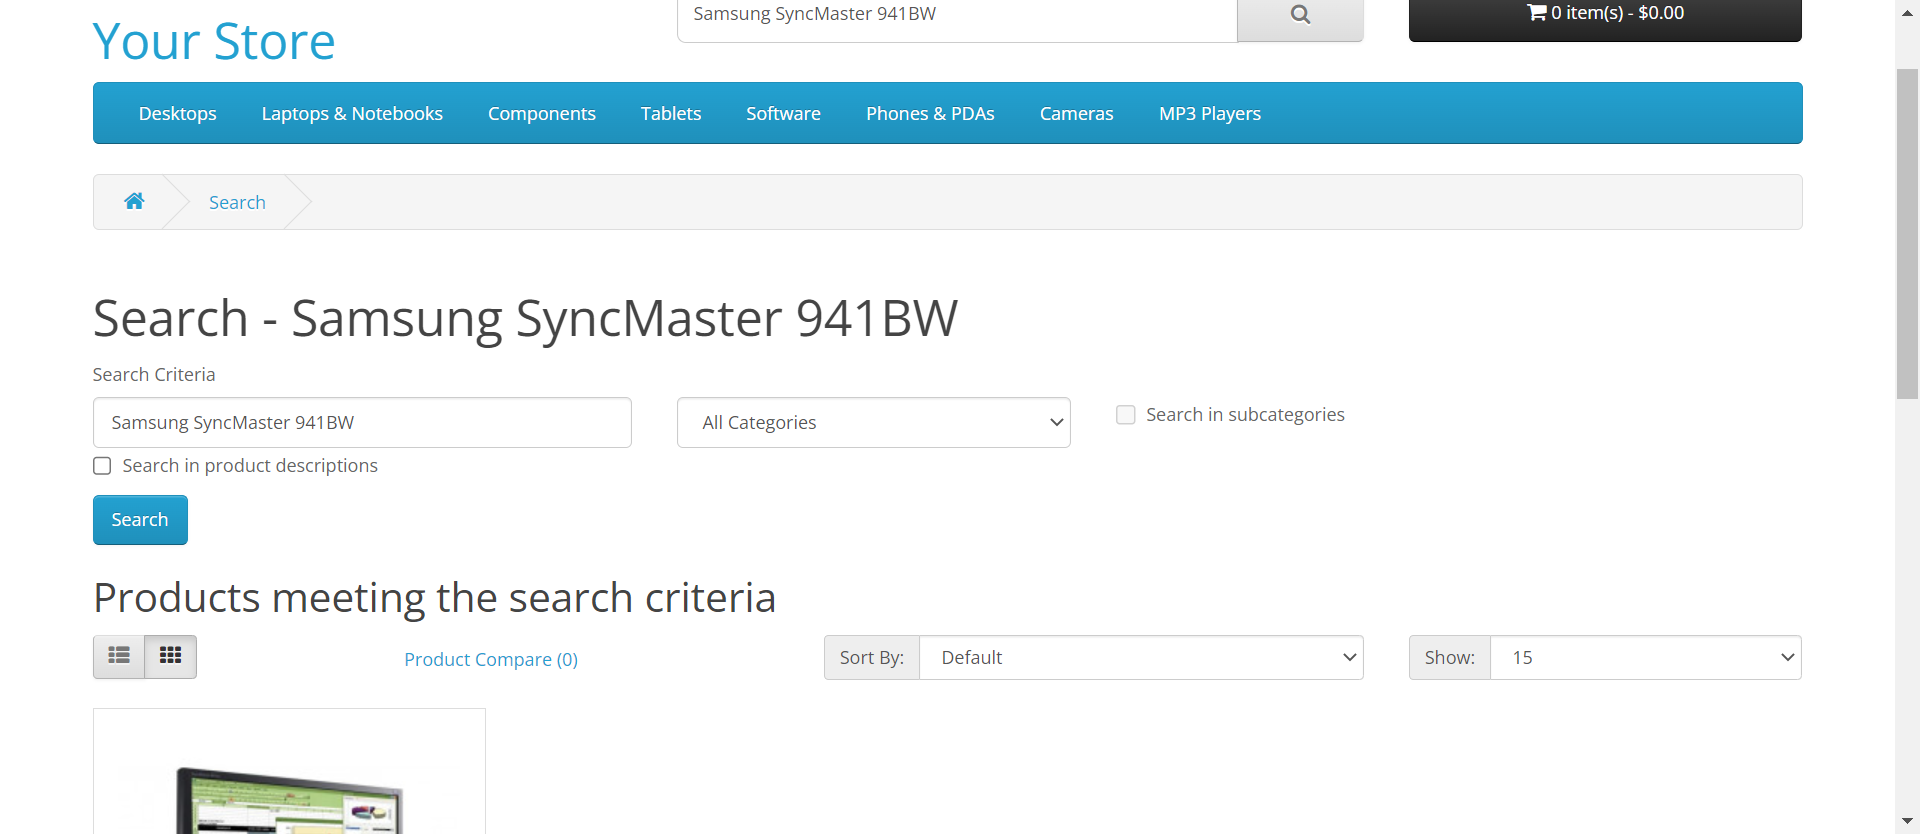 Your Store
Samsung SyncMaster 941BW
0 item(s) - $0.00
Desktops Laptops & Notebooks Components Tablets Software Phones & PDAs Cameras MP3 Players
Search
Search - Samsung SyncMaster 941BW
Search Criteria
Samsung SyncMaster 941BW
All Categories
Search in subcategories
Search in product descriptions
Search
Products meeting the search criteria
Product Compare (0)
Sort By: Default
Show: 15